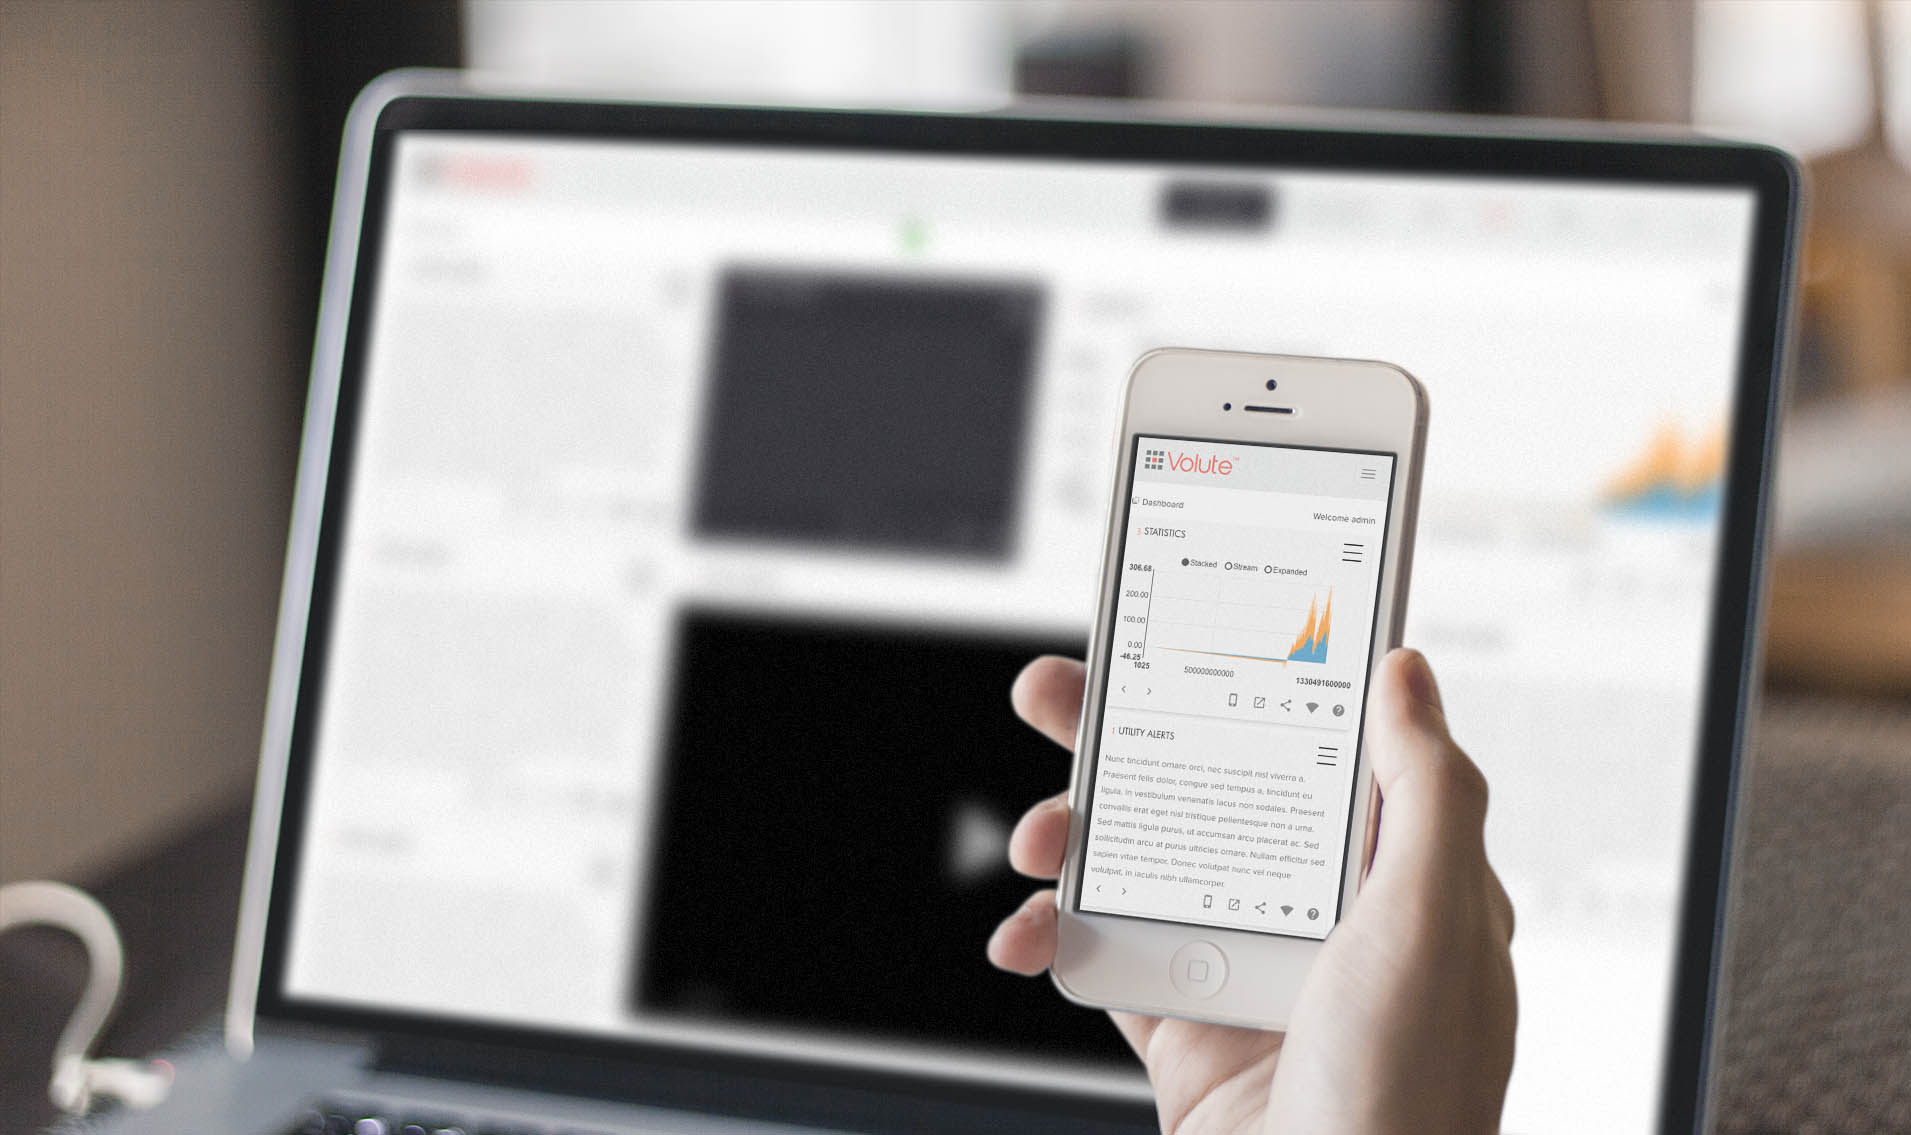 Volute™
Dashboard
Welcome admin
3 STATISTICS
Stacked Stream Expanded
306.68
200.00
100.00
0.00
-46.25
1025 500000000000 1330491600000
1 UTILITY ALERTS
Nunc tincidunt ornare orci, nec suscipit nisl viverra a.
Praesent felis dolor, congue sed tempus a, tincidunt eu
ligula. In vestibulum venenatis lacus non sodales. Praesent
convallis erat eget nisl tristique pellentesque non a urna.
Sed mattis ligula purus, ut accumsan arcu placerat ac. Sed
sollicitudin arcu at purus ultricies ornare. Nullam efficitur sed
sapien vitae tempor. Donec volutpat nunc vel neque
volutpat, in iaculis nibh ullamcorper.